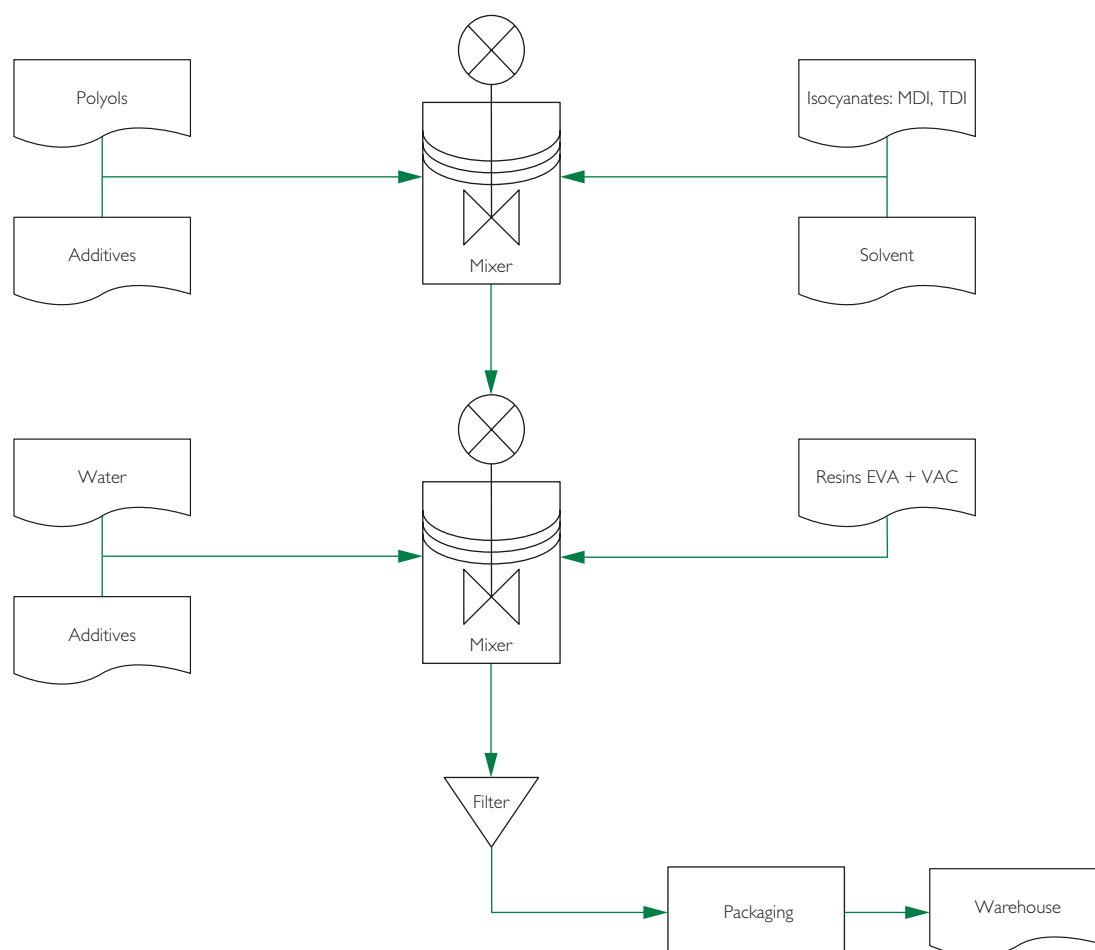 Polyols
Isocyanates: MDI, TDI
Additives
Solvent
Mixer
Water
Resins EVA + VAC
Additives
Mixer
Filter
Packaging
Warehouse